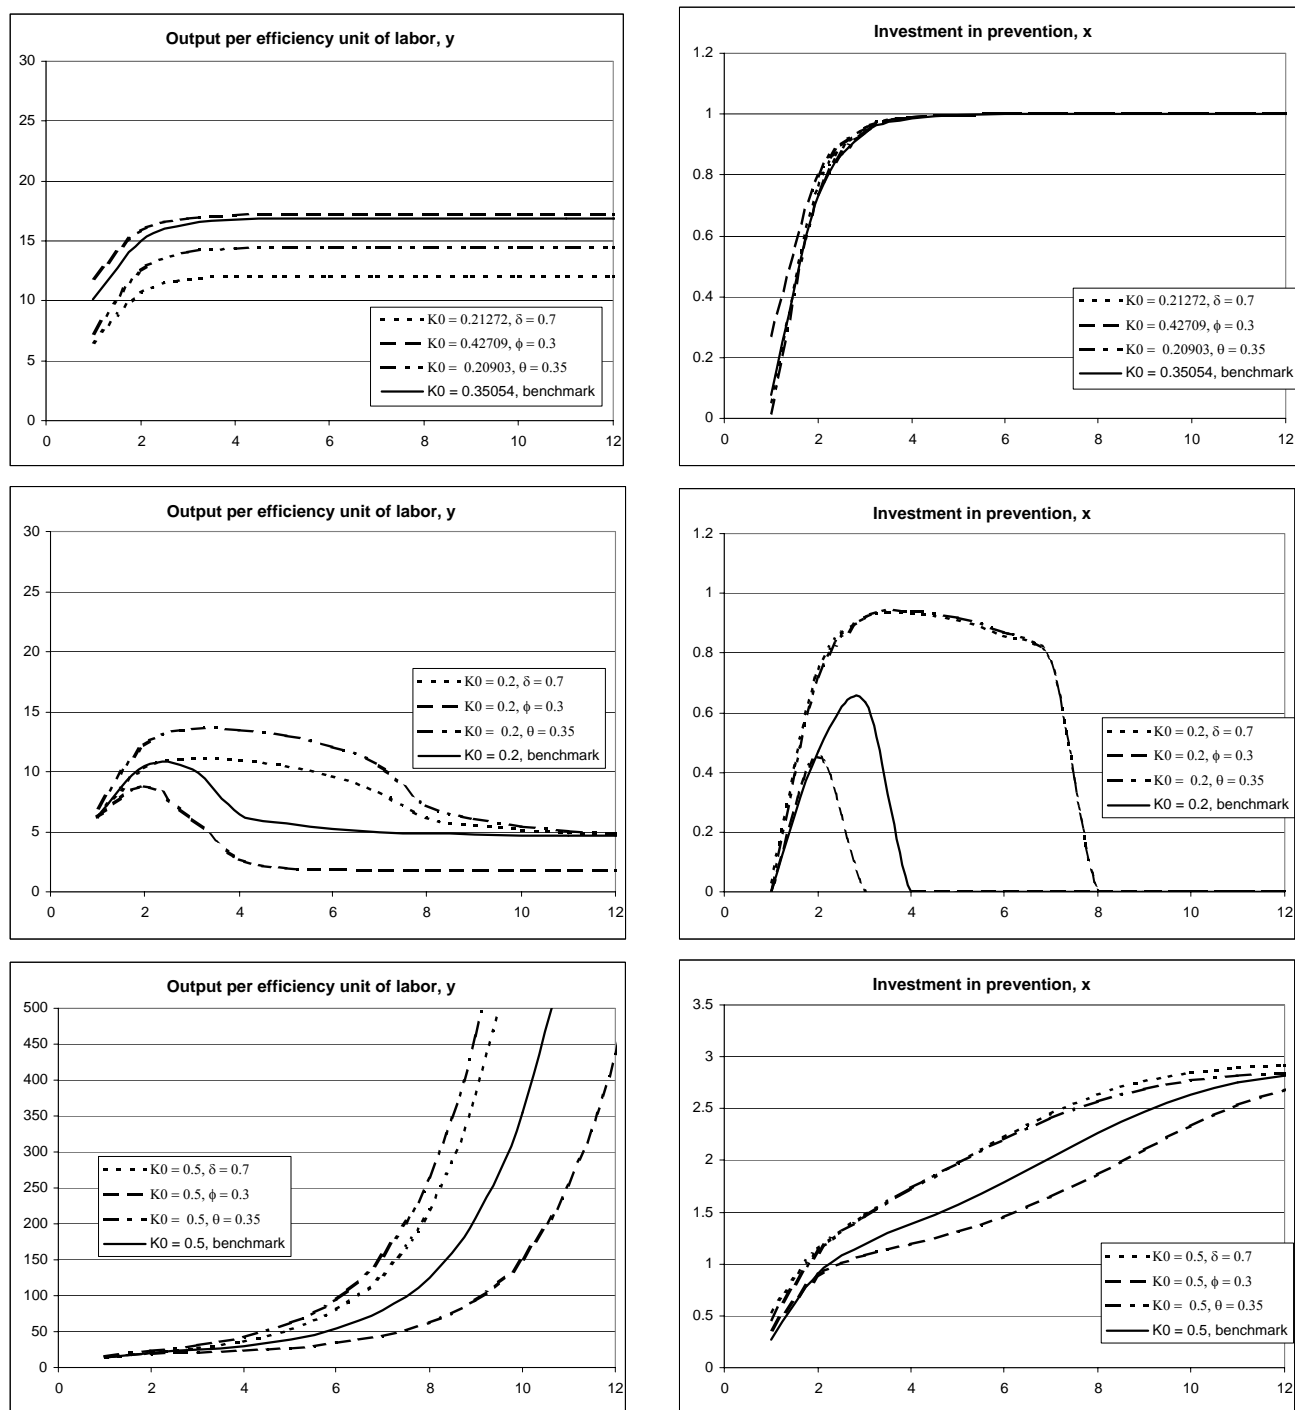 Output per efficiency unit of labor, y
30
25
20
15
10
5
0
0 2 4 6 8 10 12
K0 = 0.21272, δ = 0.7
K0 = 0.42709, ϕ = 0.3
K0 = 0.20903, θ = 0.35
K0 = 0.35054, benchmark
Investment in prevention, x
1.2
1
0.8
0.6
0.4
0.2
0
0 2 4 6 8 10 12
K0 = 0.21272, δ = 0.7
K0 = 0.42709, ϕ = 0.3
K0 = 0.20903, θ = 0.35
K0 = 0.35054, benchmark
Output per efficiency unit of labor, y
30
25
20
15
10
5
0
0 2 4 6 8 10 12
K0 = 0.2, δ = 0.7
K0 = 0.2, ϕ = 0.3
K0 = 0.2, θ = 0.35
K0 = 0.2, benchmark
Investment in prevention, x
1.2
1
0.8
0.6
0.4
0.2
0
0 2 4 6 8 10 12
K0 = 0.2, δ = 0.7
K0 = 0.2, ϕ = 0.3
K0 = 0.2, θ = 0.35
K0 = 0.2, benchmark
Output per efficiency unit of labor, y
500
450
400
350
300
250
200
150
100
50
0
0 2 4 6 8 10 12
K0 = 0.5, δ = 0.7
K0 = 0.5, ϕ = 0.3
K0 = 0.5, θ = 0.35
K0 = 0.5, benchmark
Investment in prevention, x
3.5
3
2.5
2
1.5
1
0.5
0
0 2 4 6 8 10 12
K0 = 0.5, δ = 0.7
K0 = 0.5, ϕ = 0.3
K0 = 0.5, θ = 0.35
K0 = 0.5, benchmark